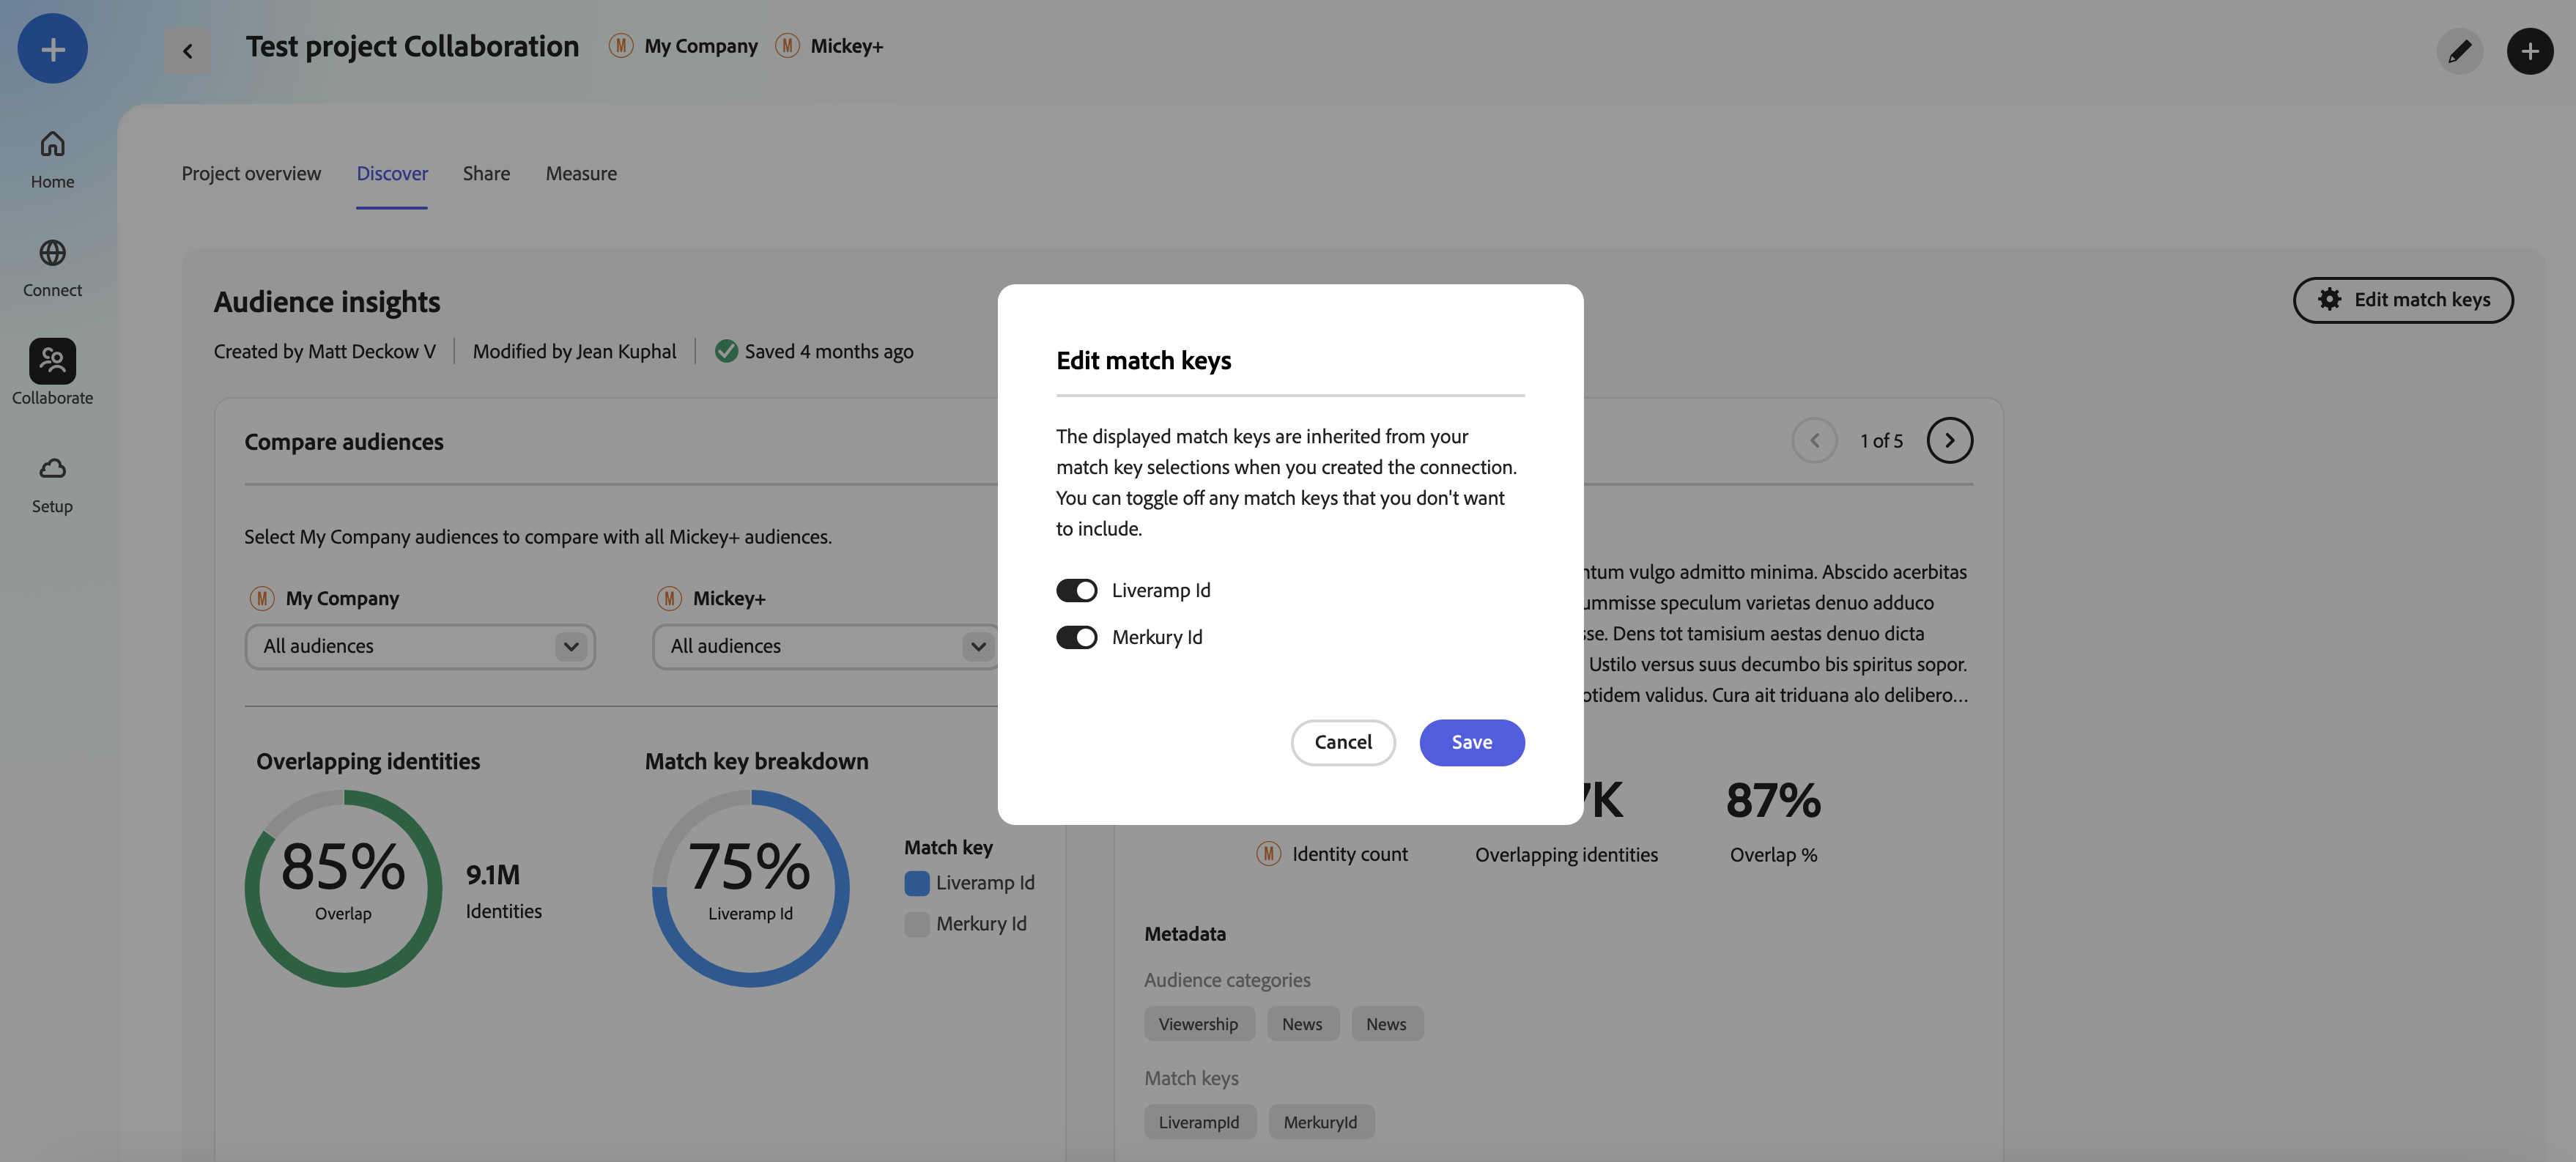 Test project Collaboration
M My Company
M Mickey+
Home
Connect
Collaborate
Setup
Project overview
Discover
Share
Measure
Audience insights
Created by Matt Deckow V
Modified by Jean Kuphal
Saved 4 months ago
Edit match keys
Compare audiences
Select My Company audiences to compare with all Mickey+ audiences.
M My Company
All audiences
M Mickey+
All audiences
Overlapping identities
85%
Overlap
9.1M
Identities
Match key breakdown
75%
Liveramp Id
Match key
Liveramp Id
Merkury Id
Edit match keys
The displayed match keys are inherited from your
match key selections when you created the connection.
You can toggle off any match keys that you don't want
to include.
Liveramp Id
Merkury Id
Cancel
Save
1 of 5
vulgo admitto minima. Abscido acerbitas
speculum varietas denuo adduco
Dens tot tamisium aestas denuo dicta
Ustilo versus suus decumbo bis spiritus sopor.
validus. Cura ait triduana alo delibero...
K
87%
M Identity count
Overlapping identities
Overlap %
Metadata
Audience categories
Viewership
News
News
Match keys
LiverampId
MerkuryId